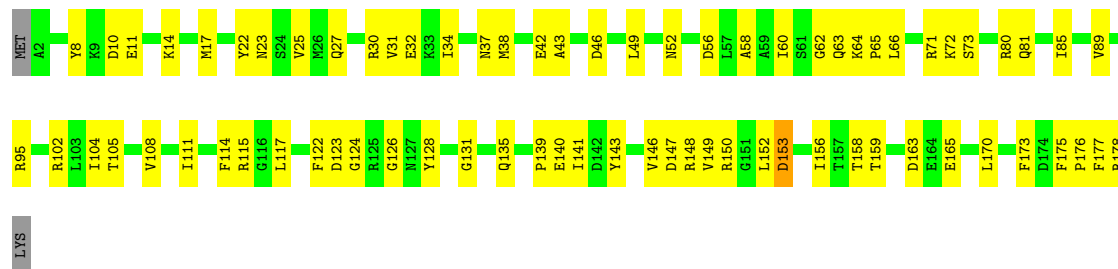 MET A2 Y8 K9 D10 E11 K14 M17 Y22 N23 S24 V25 M26 Q27 R30 V31 E32 K33 I34 N37 M38 E42 A43 D46 L49 N52 D56 L57 A58 A59 I60 S61 G62 Q63 K64 P65 L66 R71 K72 S73 R80 Q81 I85 V89
R95 R102 L103 I104 T105 V108 I111 F114 R115 G116 L117 F122 D123 G124 R125 G126 N127 Y128 G131 Q135 P139 E140 I141 D142 Y143 V146 D147 R148 V149 R150 G151 L152 D153 I156 T157 T158 T159 D163 E164 E165 L170 F173 D174 F175 P176 F177 R178
LYS